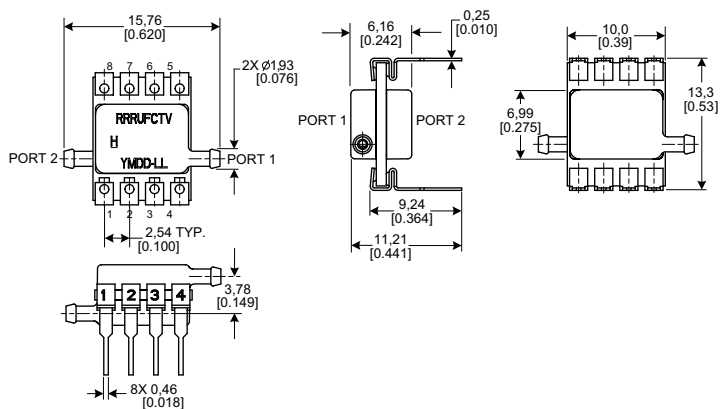 15,76
[0.620]
8 7 6 5
2X Ø1,93
[0.076]
RRRUFCTV
H
YMDD-LL
PORT 2
PORT 1
1 2 3 4
2,54 TYP.
[0.100]
6,16
[0.242]
0,25
[0.010]
PORT 1
PORT 2
9,24
[0.364]
11,21
[0.441]
10,0
[0.39]
6,99
[0.275]
13,3
[0.53]
1 2 3 4
3,78
[0.149]
8X 0,46
[0.018]